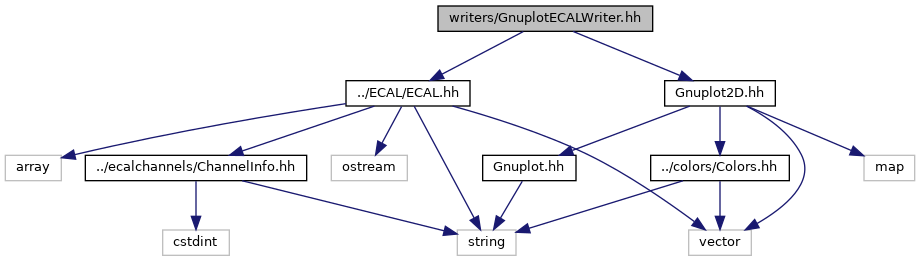 writers/GnuplotECALWriter.hh
../ECAL/ECAL.hh
Gnuplot2D.hh
array
../ecalchannels/ChannelInfo.hh
ostream
Gnuplot.hh
../colors/Colors.hh
map
cstdint
string
vector